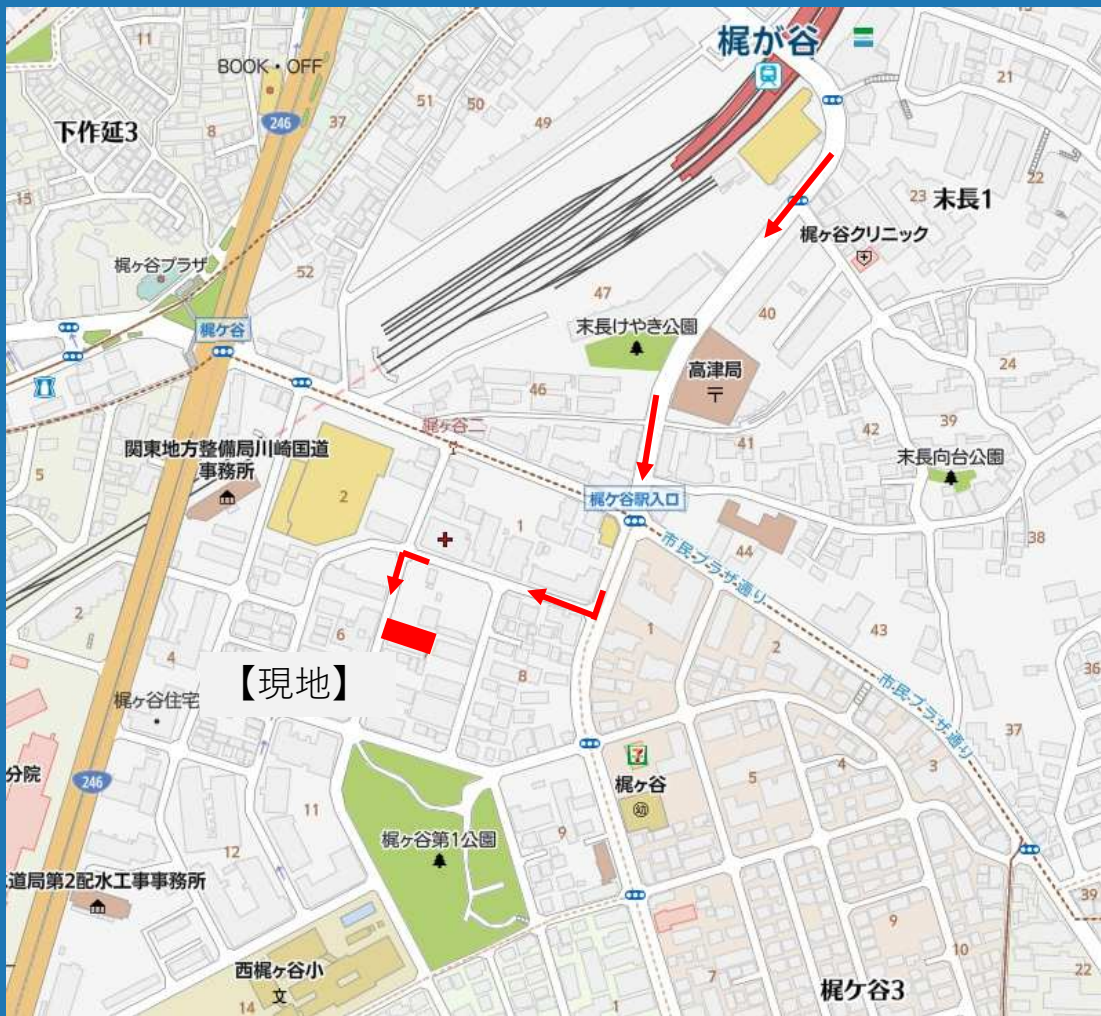 梶が谷
11
BOOK・OFF
51
50
49
21
下作延3
246
37
8
22
23
末長1
15
梶ヶ谷クリニック
梶ヶ谷プラザ
52
47
40
末長けやき公園
梶ケ谷
高津局
24
46
39
梶ヶ谷二
41
42
関東地方整備局川崎国道
事務所
5
末長向台公園
2
梶ケ谷駅入口
1
44
38
市民プラザ通り
2
1
43
6
2
4
8
36
【現地】
梶ヶ谷住宅
市民プラザ通り
37
分院
246
梶ヶ谷
5
4
3
11
幼
梶ヶ谷第1公園
9
12
道局第2配水工事事務所
39
9
10
西梶ヶ谷小
文
7
22
梶ケ谷3
14
1